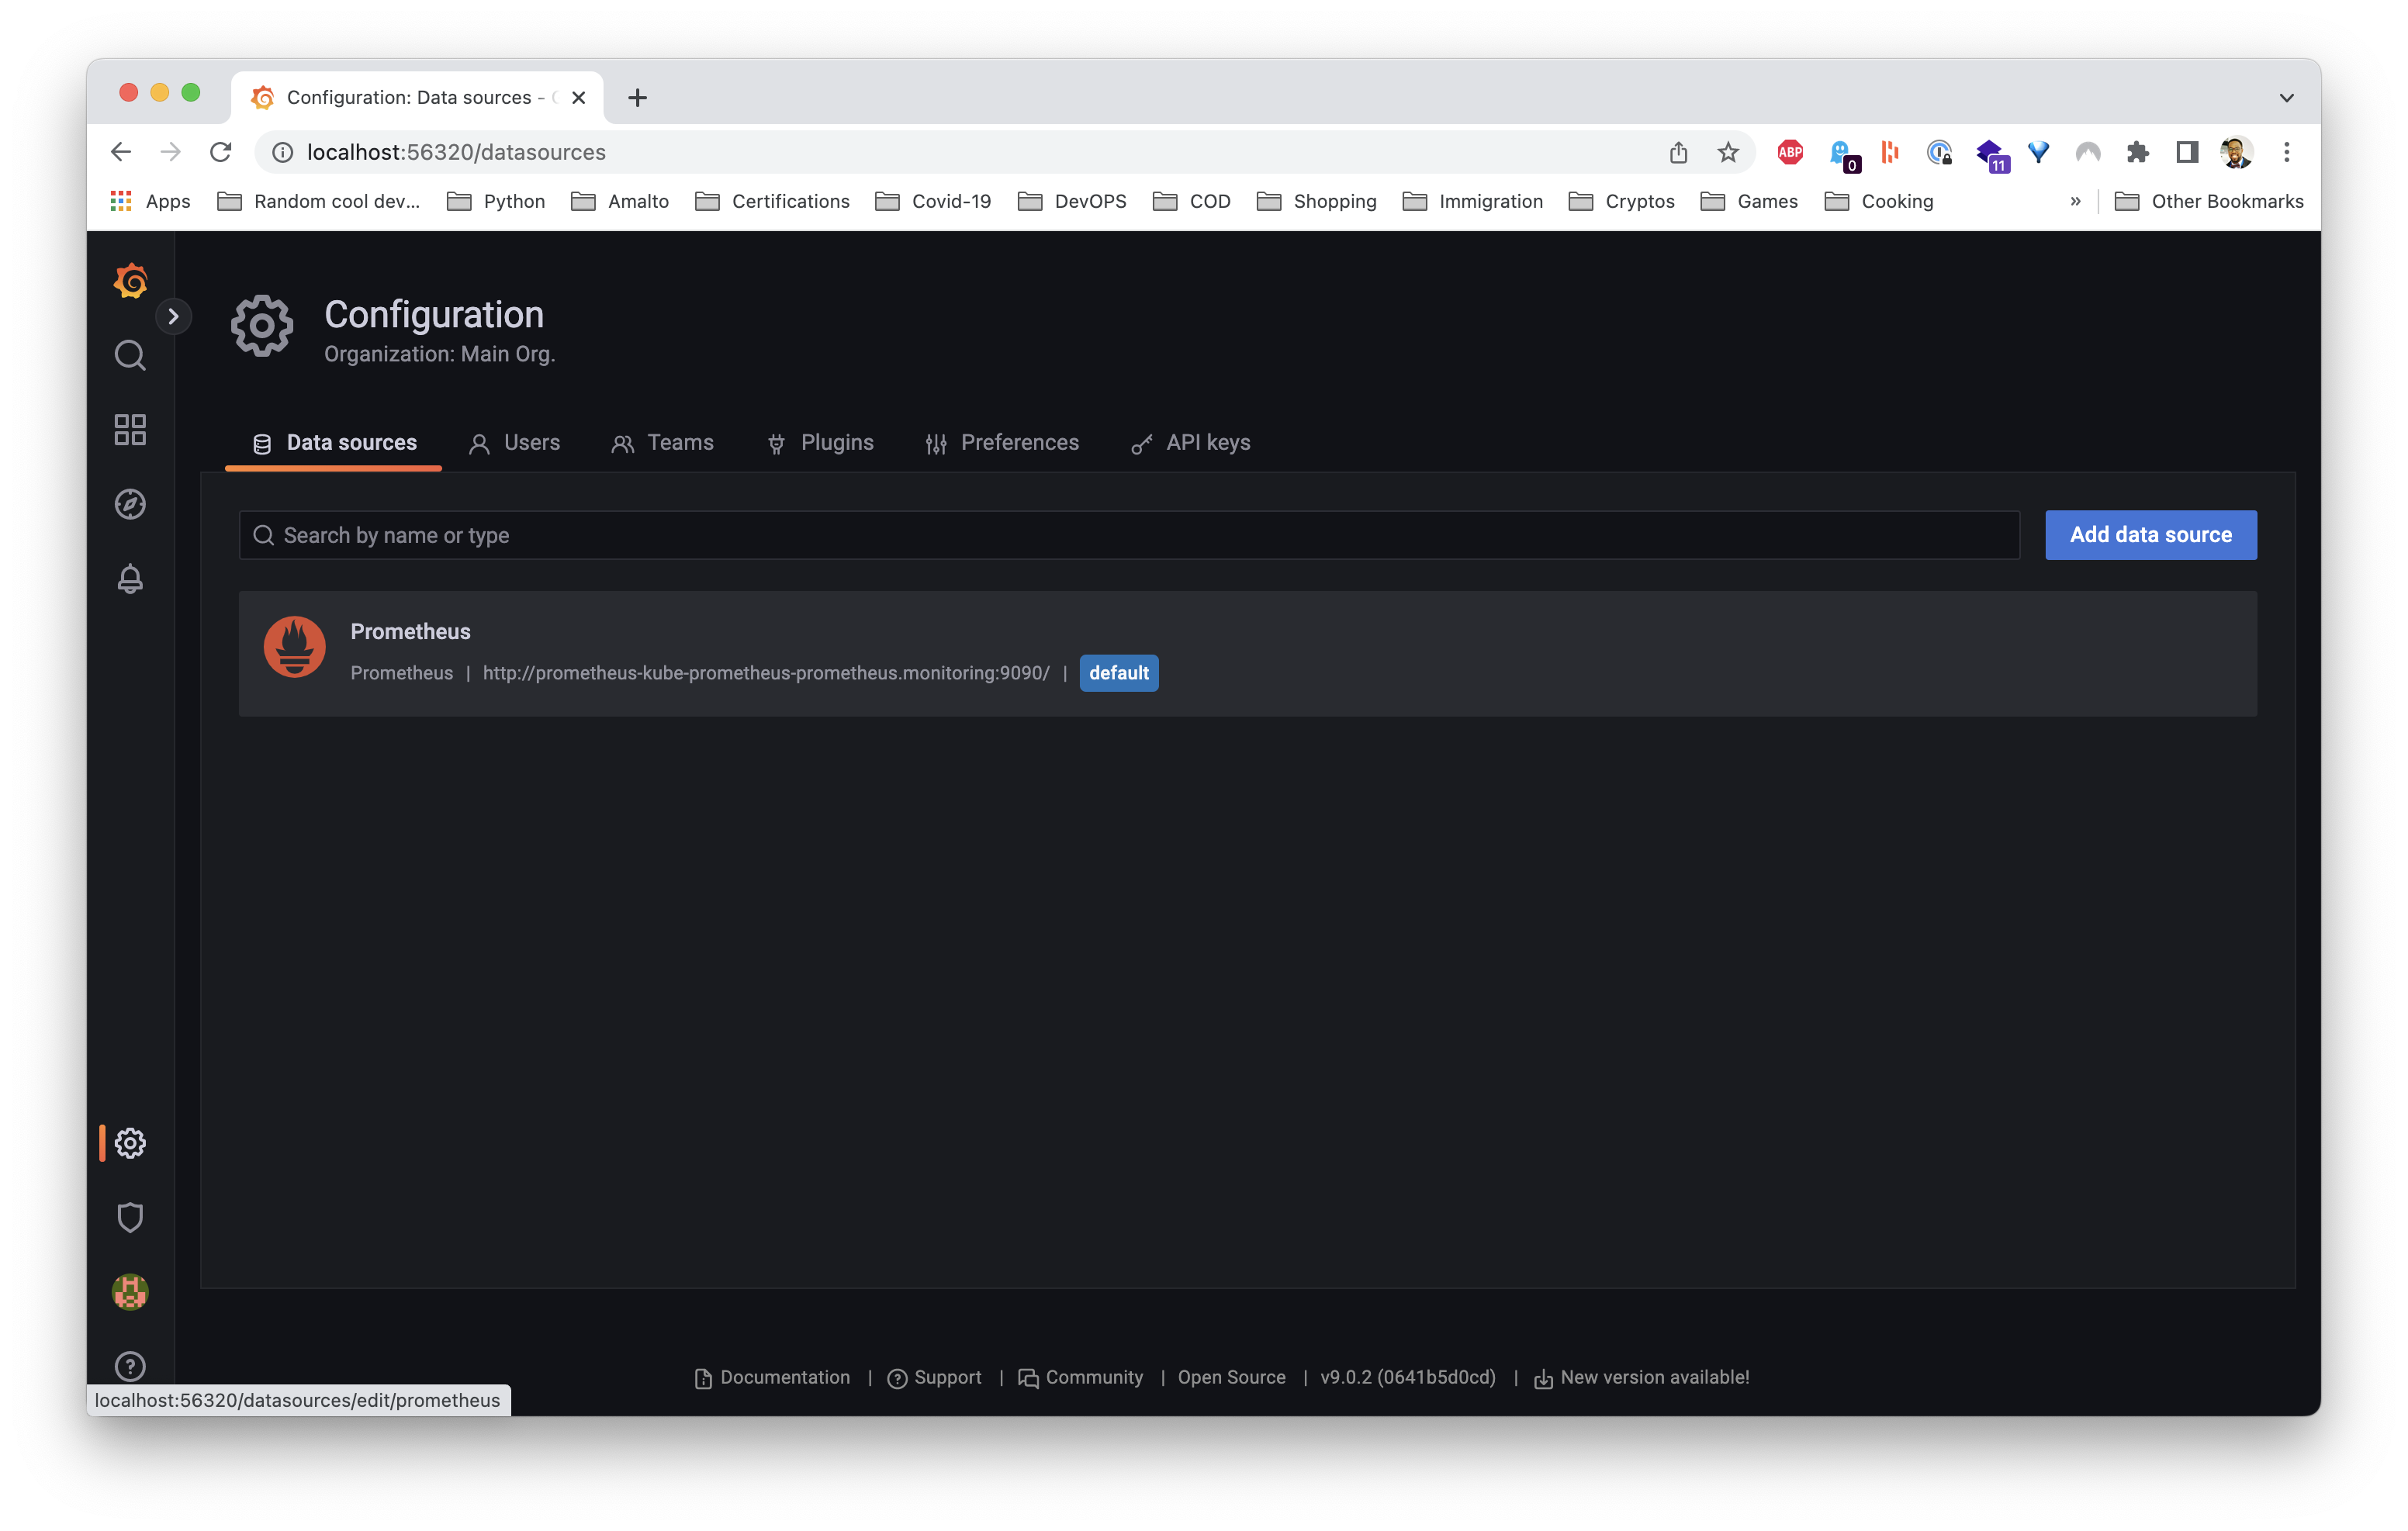 Configuration: Data sources -
localhost:56320/datasources
ABP
0
11
Apps
Random cool dev...
Python
Amalto
Certifications
Covid-19
DevOPS
COD
Shopping
Immigration
Cryptos
Games
Cooking
»
Other Bookmarks
Configuration
Organization: Main Org.
Data sources
Users
Teams
Plugins
Preferences
API keys
Search by name or type
Add data source
Prometheus
Prometheus | http://prometheus-kube-prometheus-prometheus.monitoring:9090/ | default
Documentation | Support | Community | Open Source | v9.0.2 (0641b5d0cd) | New version available!
localhost:56320/datasources/edit/prometheus